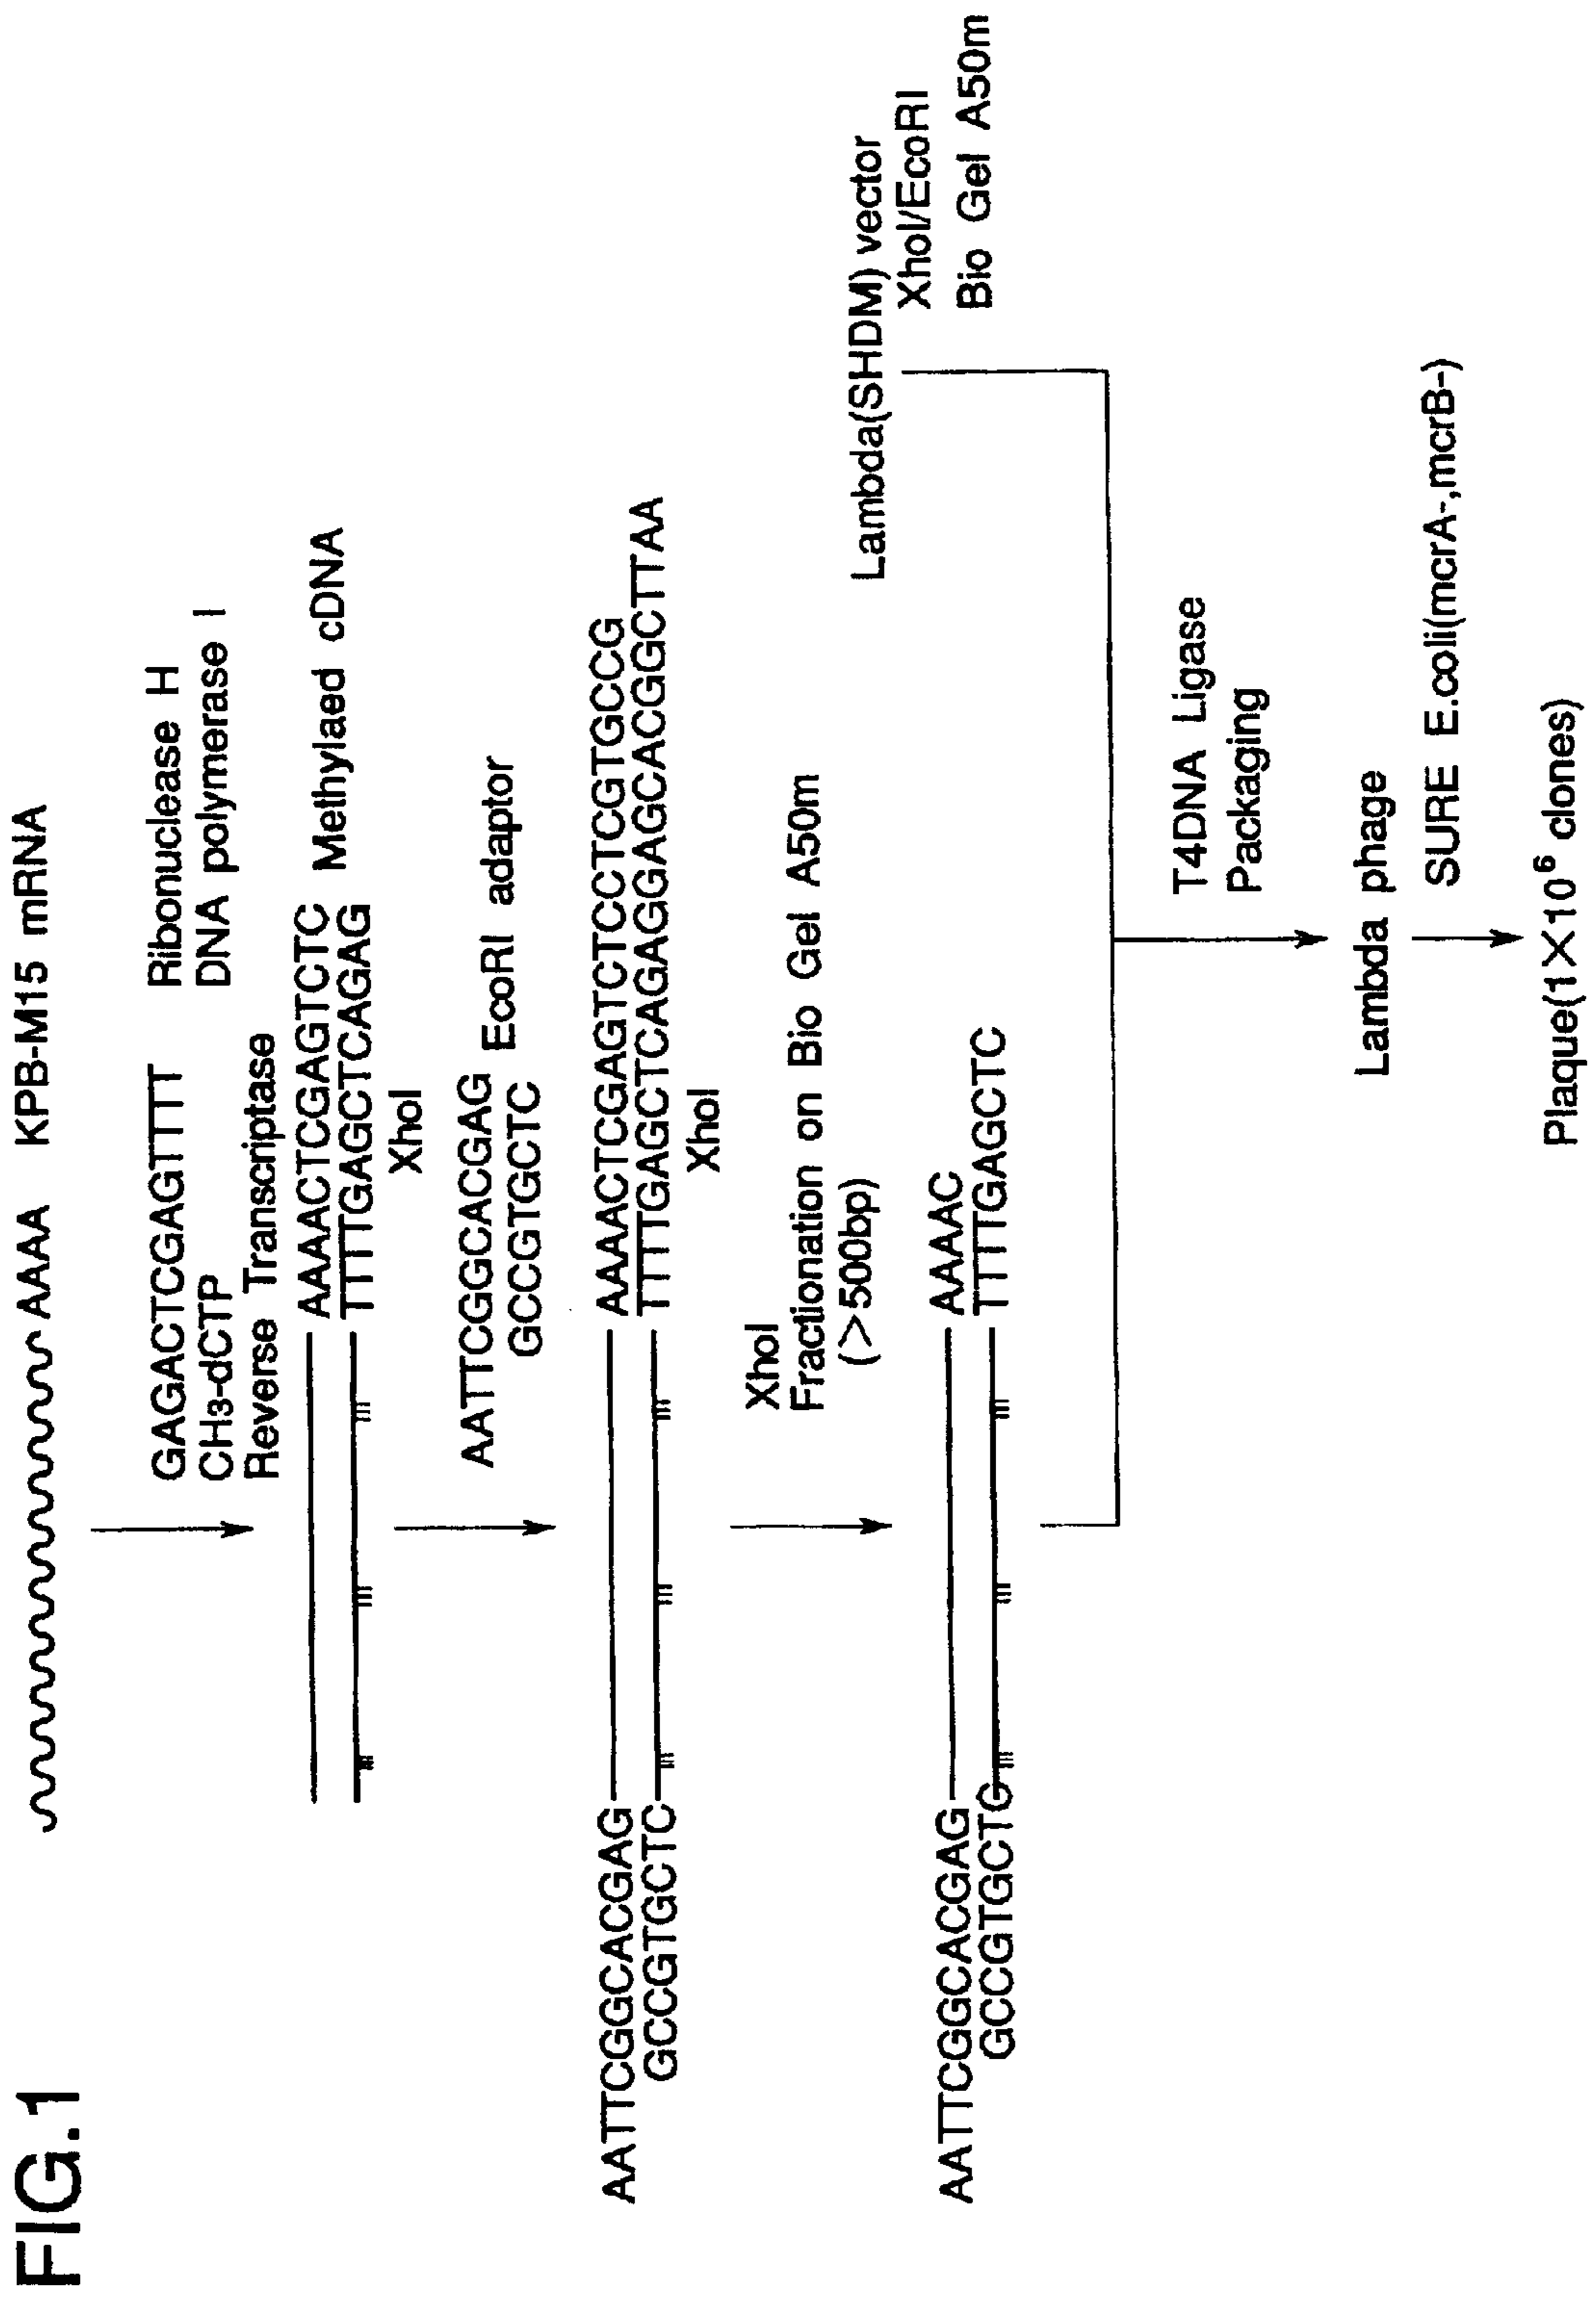 FIG.1
AAAA KPB-M15 mRNA
GAGACTCGAGTTTT Ribonuclease H
CH3-dCTP DNA polymerase I
Reverse Transcriptase
AAAACTCGAGTCTC Methylaed cDNA
TTTTGAGCTCAGAG
XhoI
AATTCGGCACGAG EcoRI adaptor
GCCGTGCTC
AATTCGGCACGAG AAAACTCGAGTCTCCTCGTGCCG
GCCGTGCTC TTTTGAGCTCAGAGGAGCACGGCTTAA
XhoI
XhoI
Fractionation on Bio Gel A50m
(>500bp)
Lambda(SHDM) vector
XhoI/EcoRI
Bio Gel A50m
AATTCGGCACGAG AAAAC
GCCGTGCTG TTTTGAGCTC
T4DNA Ligase
Packaging
Lambda phage
SURE E.coli(mcrA-,mcrB-)
Plaque(1×10⁶ clones)